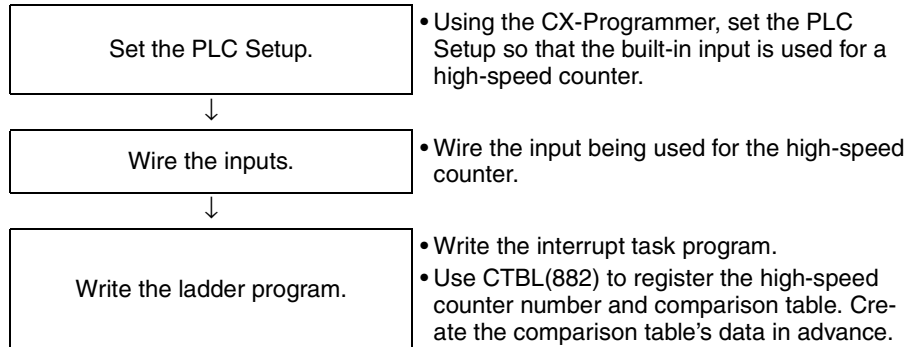 Set the PLC Setup.
• Using the CX-Programmer, set the PLC
Setup so that the built-in input is used for a
high-speed counter.
↓
Wire the inputs.
• Wire the input being used for the high-speed
counter.
↓
Write the ladder program.
• Write the interrupt task program.
• Use CTBL(882) to register the high-speed
counter number and comparison table. Cre-
ate the comparison table's data in advance.